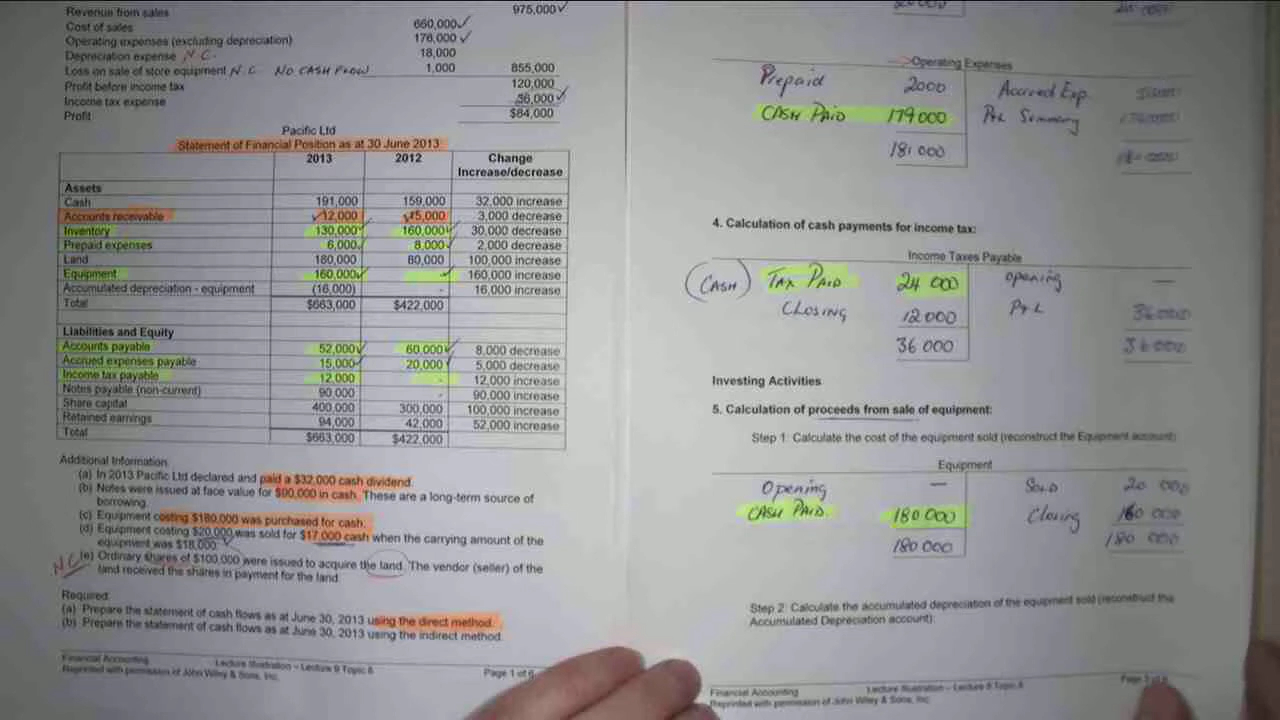 Revenue from sales 975,000
Cost of sales 660,000
Operating expenses (excluding depreciation) 176,000
Depreciation expense N.C. 18,000
Loss on sale of store equipment N.C. NO CASH FLOW 1,000 855,000
Profit before income tax 120,000
Income tax expense 36,000
Profit $84,000
Pacific Ltd
Statement of Financial Position as at 30 June 2013
2013 2012 Change
Increase/decrease
Assets
Cash 191,000 159,000 32,000 increase
Accounts receivable 12,000 15,000 3,000 decrease
Inventory 130,000 160,000 30,000 decrease
Prepaid expenses 6,000 8,000 2,000 decrease
Land 180,000 80,000 100,000 increase
Equipment 160,000 - 160,000 increase
Accumulated depreciation - equipment (16,000) - 16,000 increase
Total $663,000 $422,000
Liabilities and Equity
Accounts payable 52,000 60,000 8,000 decrease
Accrued expenses payable 15,000 20,000 5,000 decrease
Income tax payable 12,000 - 12,000 increase
Notes payable (non-current) 90,000 - 90,000 increase
Share capital 400,000 300,000 100,000 increase
Retained earnings 94,000 42,000 52,000 increase
Total $663,000 $422,000
Additional Information
(a) In 2013 Pacific Ltd declared and paid a $32,000 cash dividend.
(b) Notes were issued at face value for $90,000 in cash. These are a long-term source of
borrowing.
(c) Equipment costing $180,000 was purchased for cash.
(d) Equipment costing $20,000 was sold for $17,000 cash when the carrying amount of the
equipment was $18,000.
NC (e) Ordinary shares of $100,000 were issued to acquire the land. The vendor (seller) of the
land received the shares in payment for the land.
Required:
(a) Prepare the statement of cash flows as at June 30, 2013 using the direct method.
(b) Prepare the statement of cash flows as at June 30, 2013 using the indirect method.
Financial Accounting Lecture Illustration – Lecture 9 Topic 8 Page 1 of 6
Reprinted with permission of John Wiley & Sons, Inc.
Operating Expenses
Prepaid 2000 Accrued Exp.
CASH PAID 179 000 P&L Summary
181 000
4. Calculation of cash payments for income tax:
Income Taxes Payable
(CASH) TAX PAID 24 000 Opening —
CLOSING 12 000 P&L 36 000
36 000 36 000
Investing Activities
5. Calculation of proceeds from sale of equipment:
Step 1: Calculate the cost of the equipment sold (reconstruct the Equipment account)
Equipment
Opening — SOLD 20 000
CASH PAID 180 000 Closing 160 000
180 000 180 000
Step 2: Calculate the accumulated depreciation of the equipment sold (reconstruct the
Accumulated Depreciation account):
Financial Accounting Lecture Illustration – Lecture 9 Topic 8
Reprinted with permission of John Wiley & Sons, Inc.